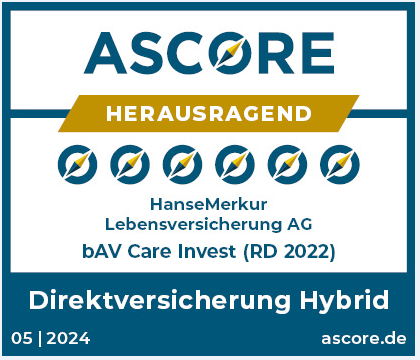 ASCORE
HERAUSRAGEND
HanseMerkur
Lebensversicherung AG
bAV Care Invest (RD 2022)
Direktversicherung Hybrid
05 | 2024
ascore.de